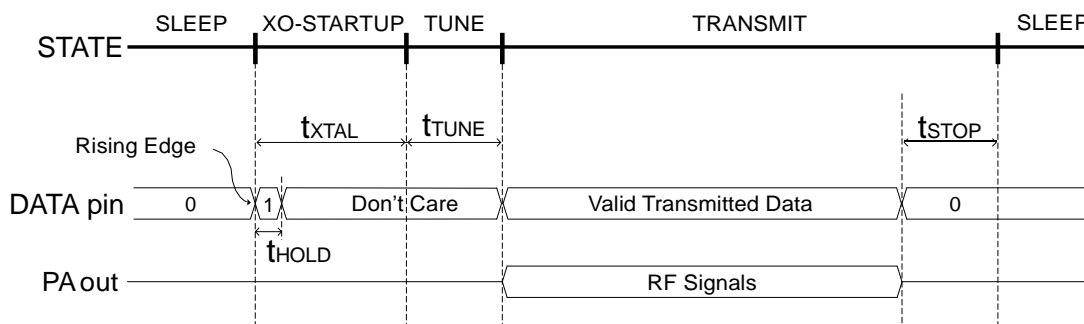 SLEEP XO-STARTUP TUNE TRANSMIT SLEEP
STATE
tXTAL tTUNE tSTOP
Rising Edge
DATA pin 0 1 Don't Care Valid Transmitted Data 0
tHOLD
PA out RF Signals